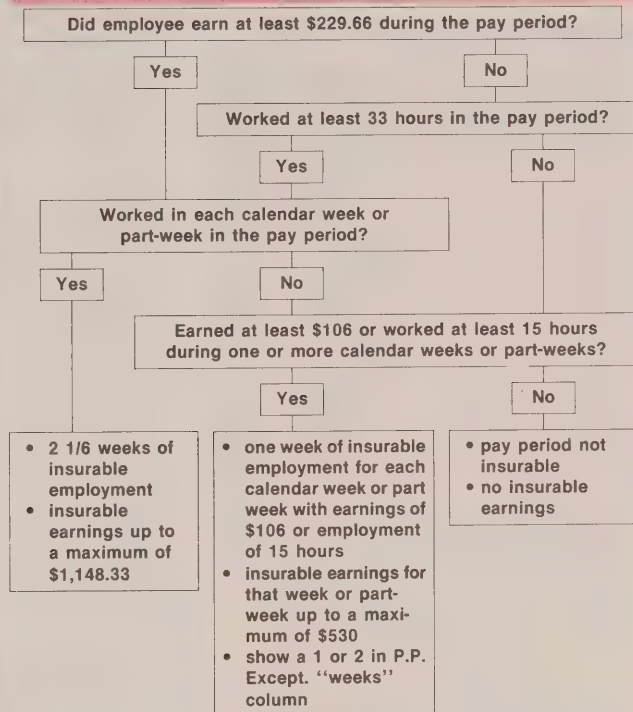 Did employee earn at least $229.66 during the pay period?
Yes
No
Worked at least 33 hours in the pay period?
Yes
No
Worked in each calendar week or
part-week in the pay period?
Yes
No
Earned at least $106 or worked at least 15 hours
during one or more calendar weeks or part-weeks?
Yes
No
• 2 1/6 weeks of
insurable
employment
• insurable
earnings up to
a maximum of
$1,148.33
• one week of insurable
employment for each
calendar week or part
week with earnings of
$106 or employment
of 15 hours
• insurable earnings for
that week or part-
week up to a maxi-
mum of $530
• show a 1 or 2 in P.P.
Except. "weeks"
column
• pay period not
insurable
• no insurable
earnings